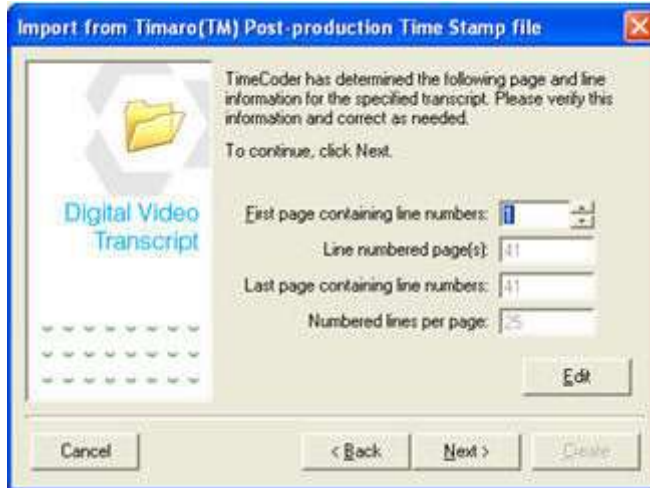 Import from Timaro(TM) Post-production Time Stamp file
TimeCoder has determined the following page and line
information for the specified transcript. Please verify this
information and correct as needed.
To continue, click Next.
Digital Video
Transcript
First page containing line numbers: 1
Line numbered page(s): 41
Last page containing line numbers: 41
Numbered lines per page: 25
Edit
Cancel
< Back
Next >
Create